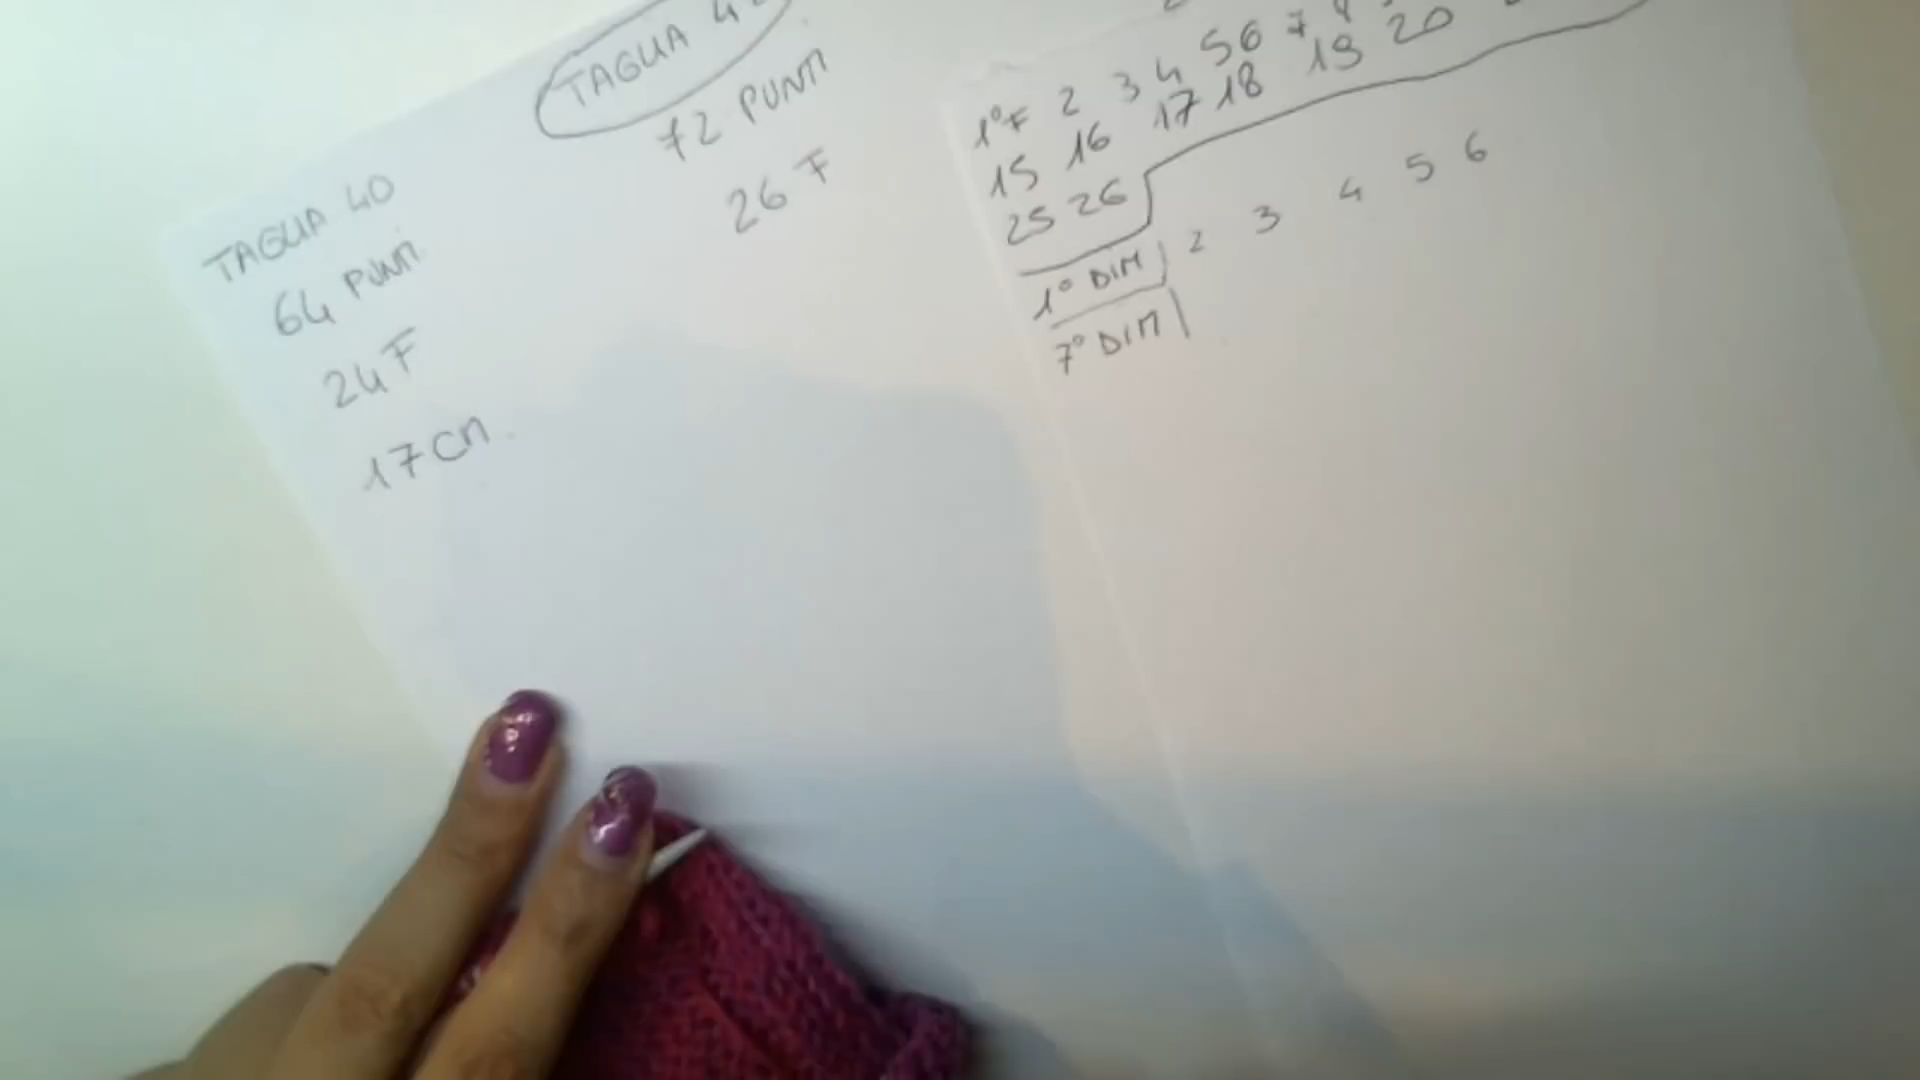 TAGLIA 40
64 PUNTI
24 F
17 CM
TAGLIA
72 PUNTI
26 F
1° F 2 3 4 5 6 7
15 16 17 18 19 20
25 26
1° DIM 2 3 4 5 6
7° DIM